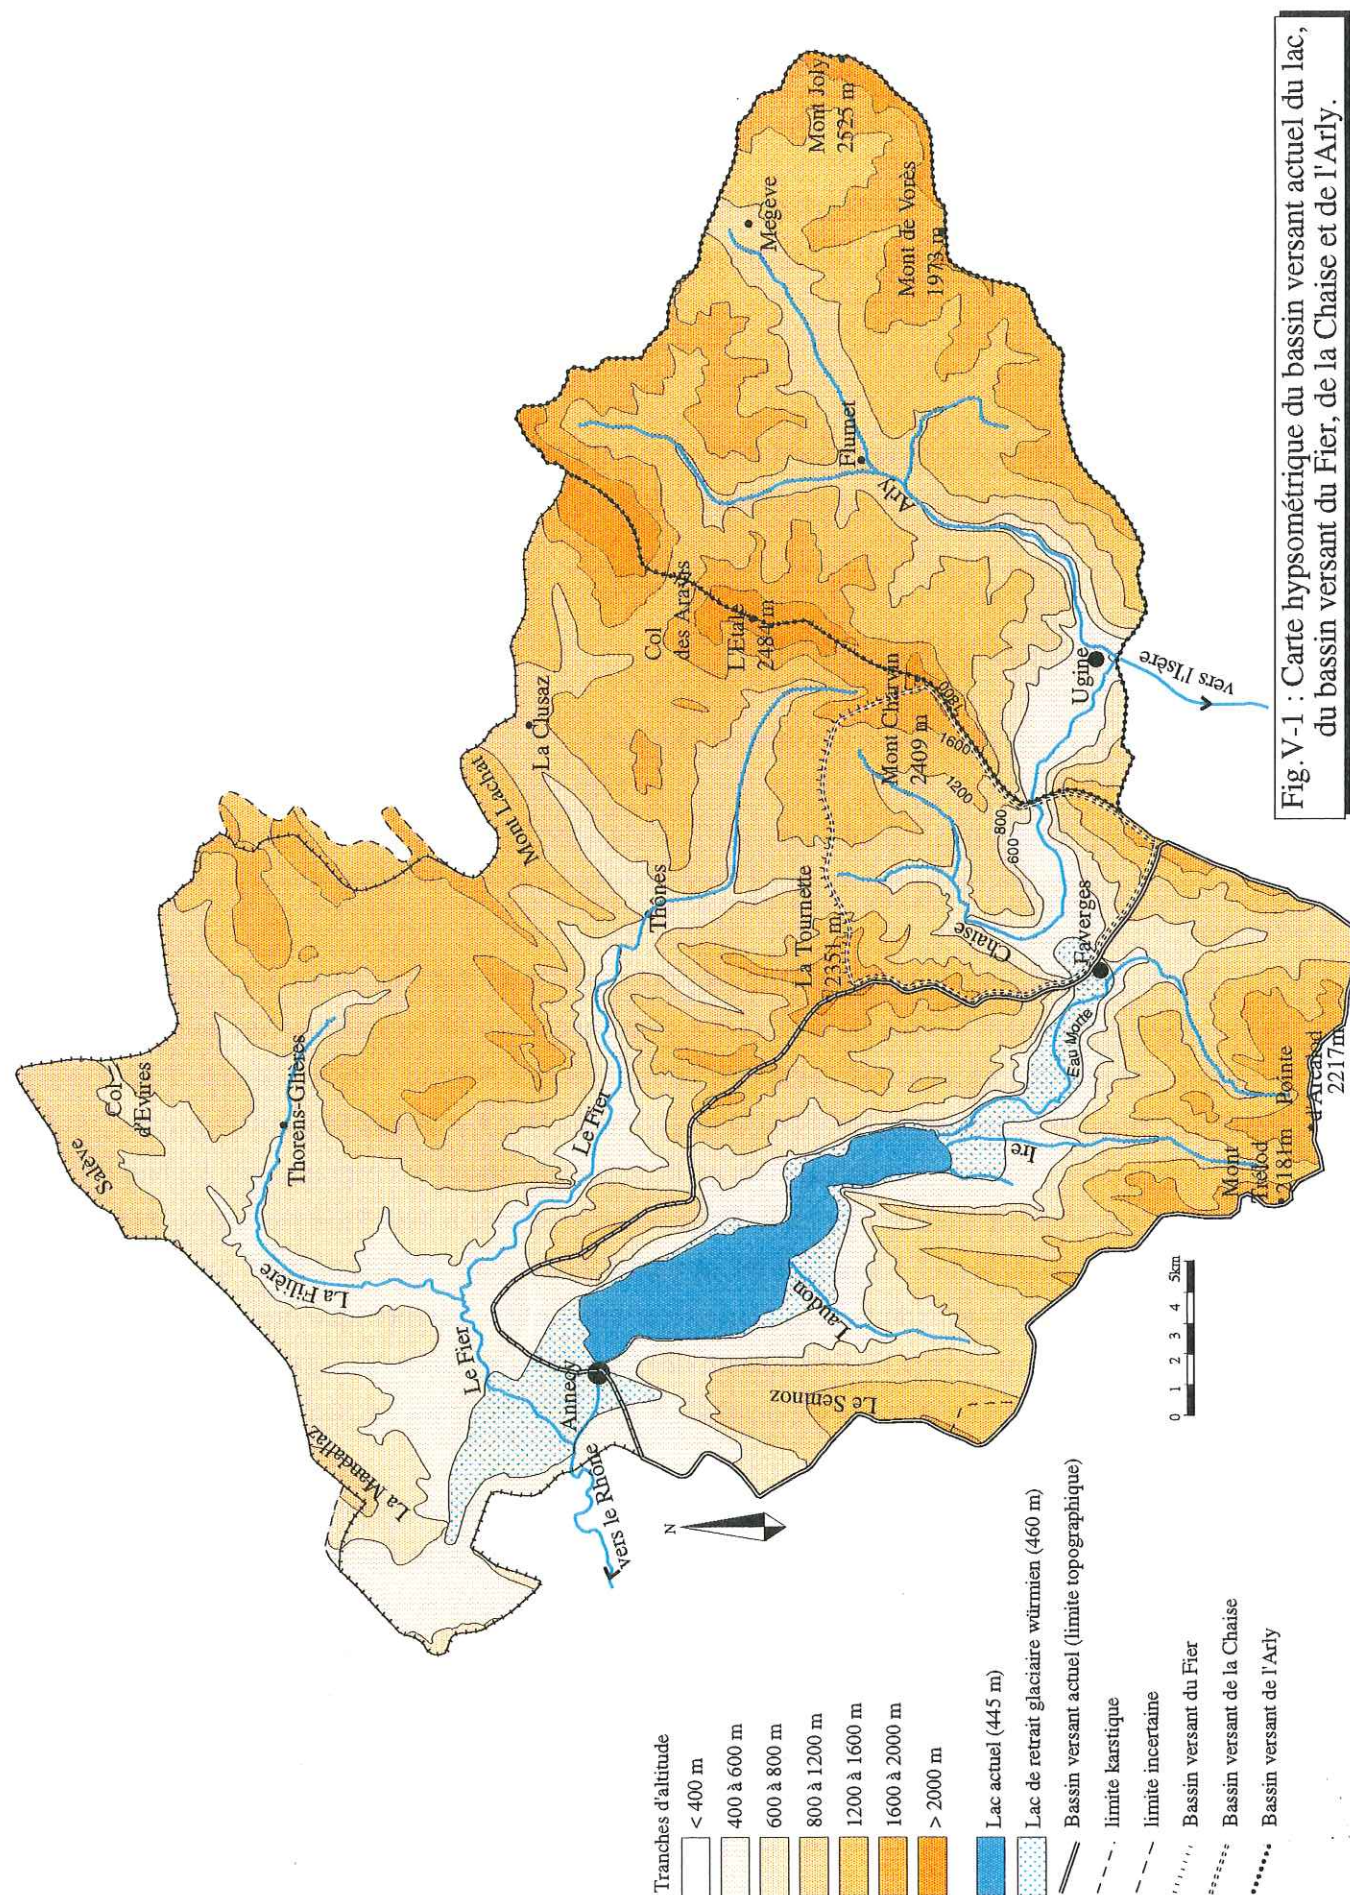 Fig. V-1 : Carte hypsométrique du bassin versant actuel du lac,
du bassin versant du Fier, de la Chaise et de l'Arly.
Salève
Col
d'Evires
Thorens-Glières
La Filière
La Mandallaz
Le Fier
Le Fier
Annecy
vers le Rhône
N
Mont Lachat
La Clusaz
Thônes
Col
des Aravis
L'Etale
2484 m
Mont Charvin
2409 m
1800
1600
1200
800
600
La Tournette
2351 m
Chaise
Faverges
Eau Morte
Ire
Laudon
Le Semnoz
Mont
Trélod
2181m
Pointe
d'Arcalod
2217m
Ugine
vers l'Isère
Arly
Flumet
Megève
Mont Joly
2525 m
Mont de Vorès
1973 m
0 1 2 3 4 5km
Tranches d'altitude
< 400 m
400 à 600 m
600 à 800 m
800 à 1200 m
1200 à 1600 m
1600 à 2000 m
> 2000 m
Lac actuel (445 m)
Lac de retrait glaciaire würmien (460 m)
Bassin versant actuel (limite topographique)
limite karstique
limite incertaine
Bassin versant du Fier
Bassin versant de la Chaise
Bassin versant de l'Arly